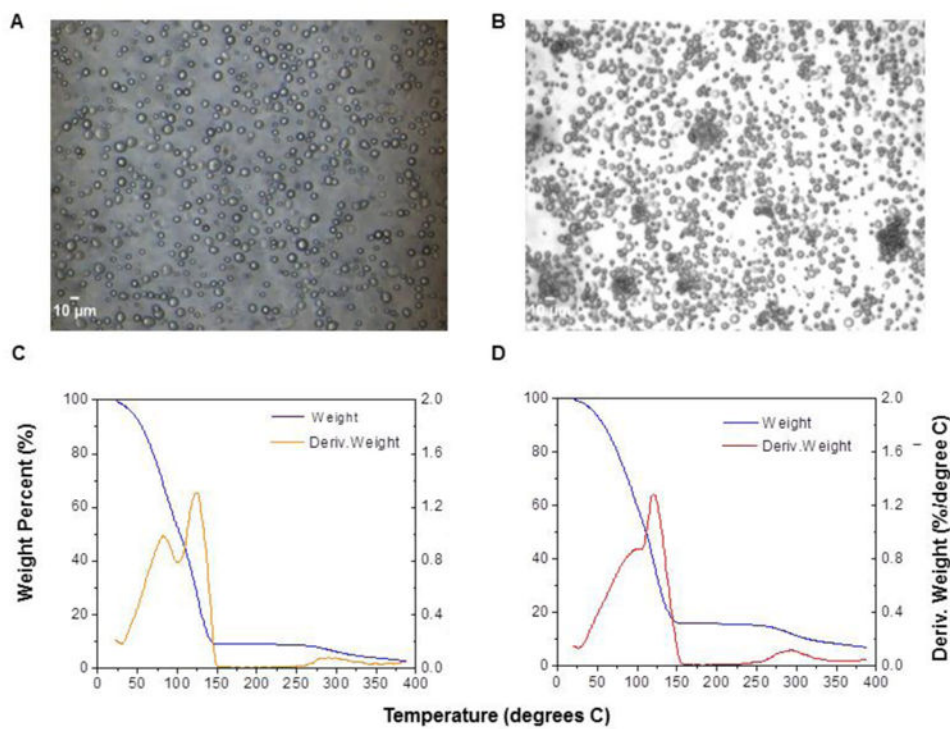 A
B
10 µm
10 µm
C
D
100
80
60
40
20
0
Weight Percent (%)
2.0
1.6
1.2
0.8
0.4
0.0
Weight
Deriv.Weight
0 50 100 150 200 250 300 350 400
100
80
60
40
20
0
2.0
1.6
1.2
0.8
0.4
0.0
Deriv. Weight (%/degree C)
Weight
Deriv.Weight
0 50 100 150 200 250 300 350 400
Temperature (degrees C)